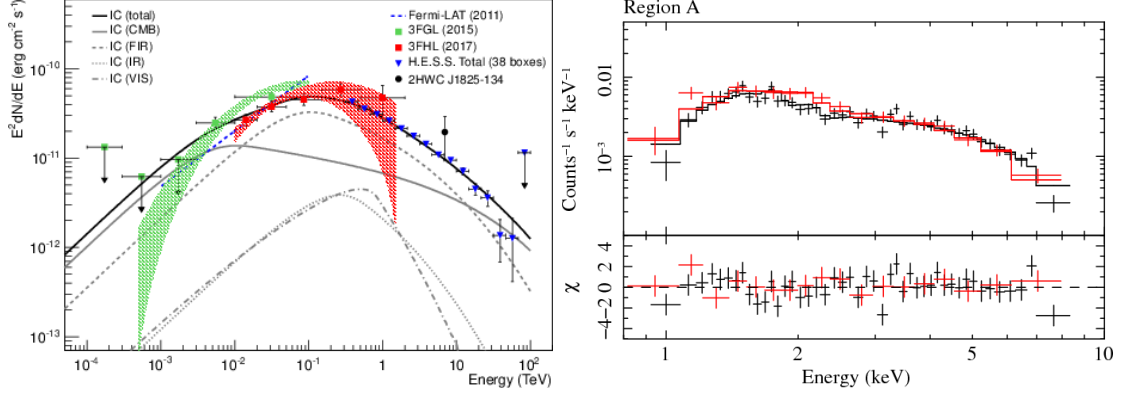 IC (total)
IC (CMB)
IC (FIR)
IC (IR)
IC (VIS)
Fermi-LAT (2011)
3FGL (2015)
3FHL (2017)
H.E.S.S. Total (38 boxes)
2HWC J1825-134
E²dN/dE (erg cm⁻² s⁻¹)
10⁻¹⁰
10⁻¹¹
10⁻¹²
10⁻¹³
10⁻⁴ 10⁻³ 10⁻² 10⁻¹ 1 10 10²
Energy (TeV)
Region A
Counts⁻¹ s⁻¹ keV⁻¹
0.01
10⁻³
χ
−4 −2 0 2 4
1 2 5 10
Energy (keV)